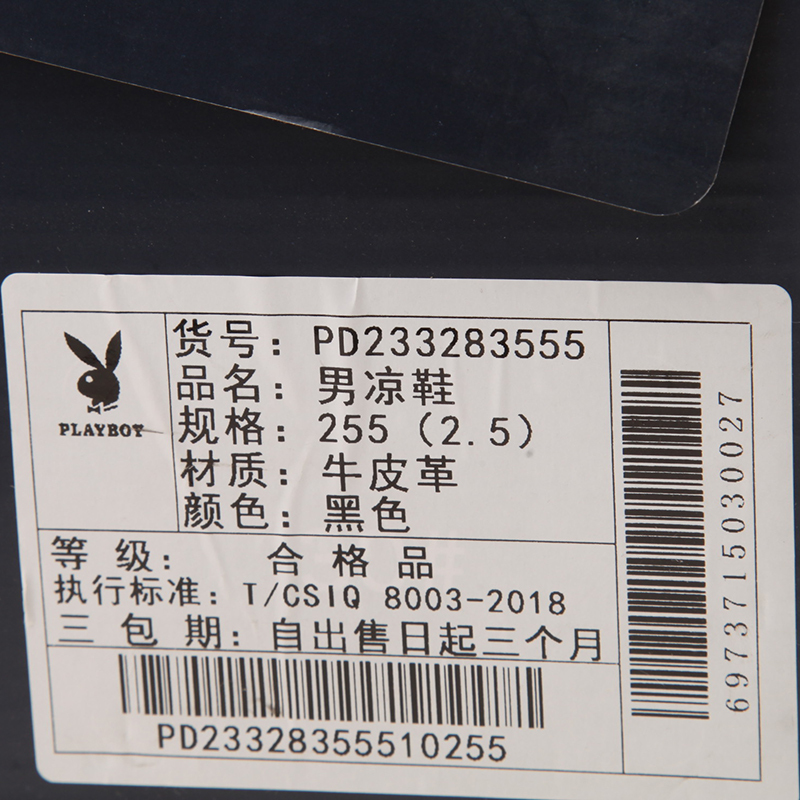 PLAYBOY
货号: PD233283555
品名: 男凉鞋
规格: 255 (2.5)
材质: 牛皮革
颜色: 黑色
等 级: 合 格 品
执行标准: T/CSIQ 8003-2018
三 包 期: 自出售日起三个月
PD23328355510255
6973715030027